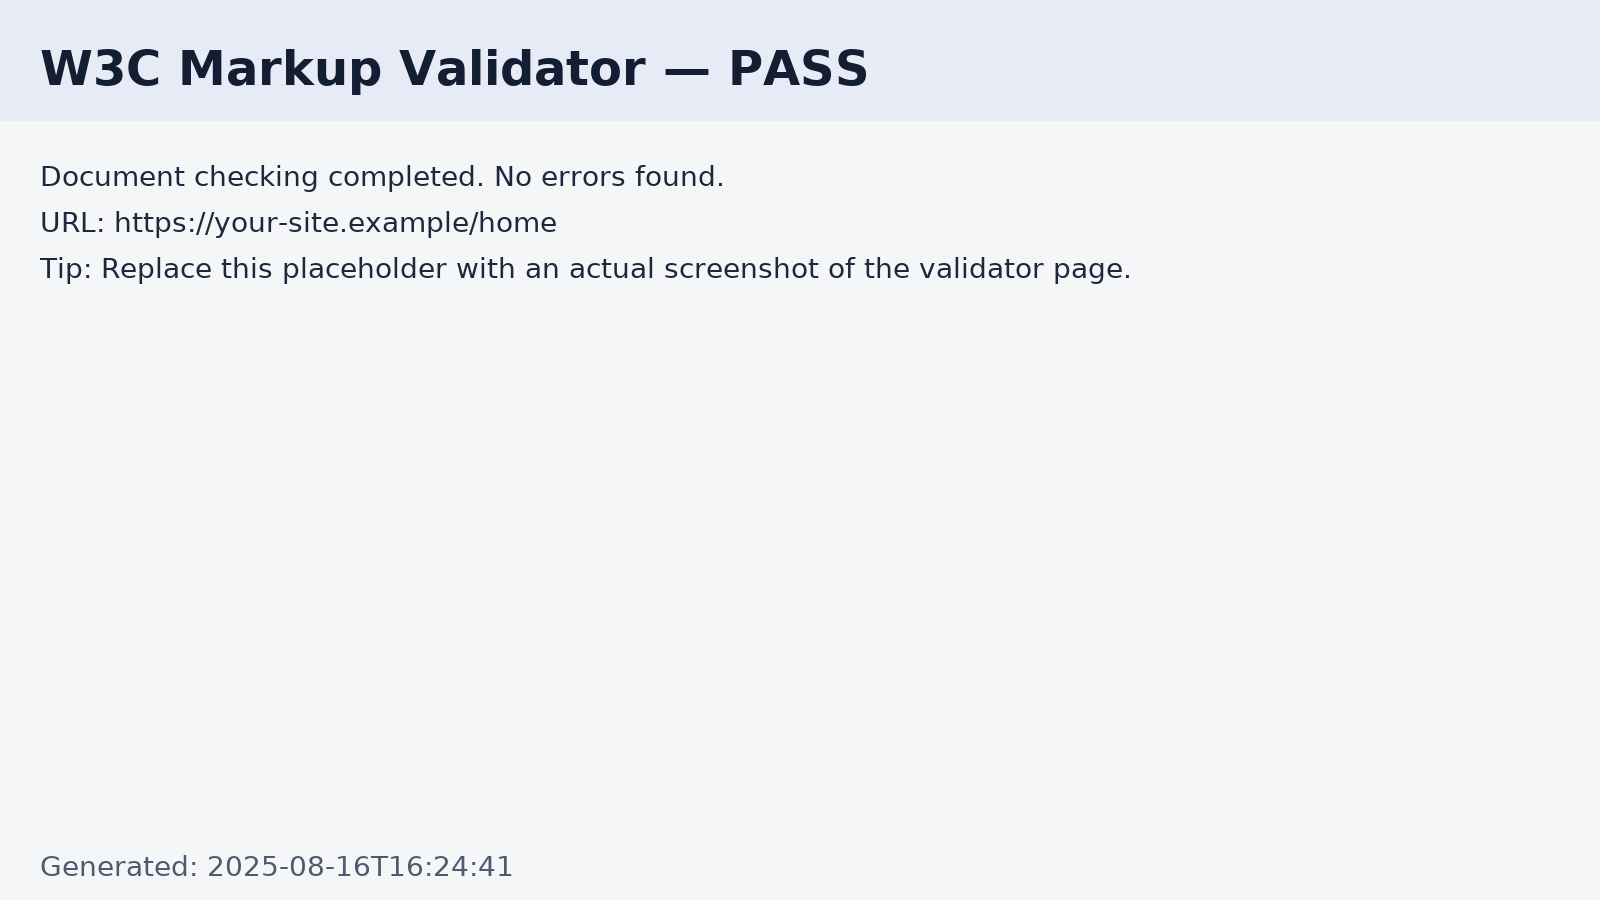 W3C Markup Validator — PASS
Document checking completed. No errors found.
URL: https://your-site.example/home
Tip: Replace this placeholder with an actual screenshot of the validator page.
Generated: 2025-08-16T16:24:41